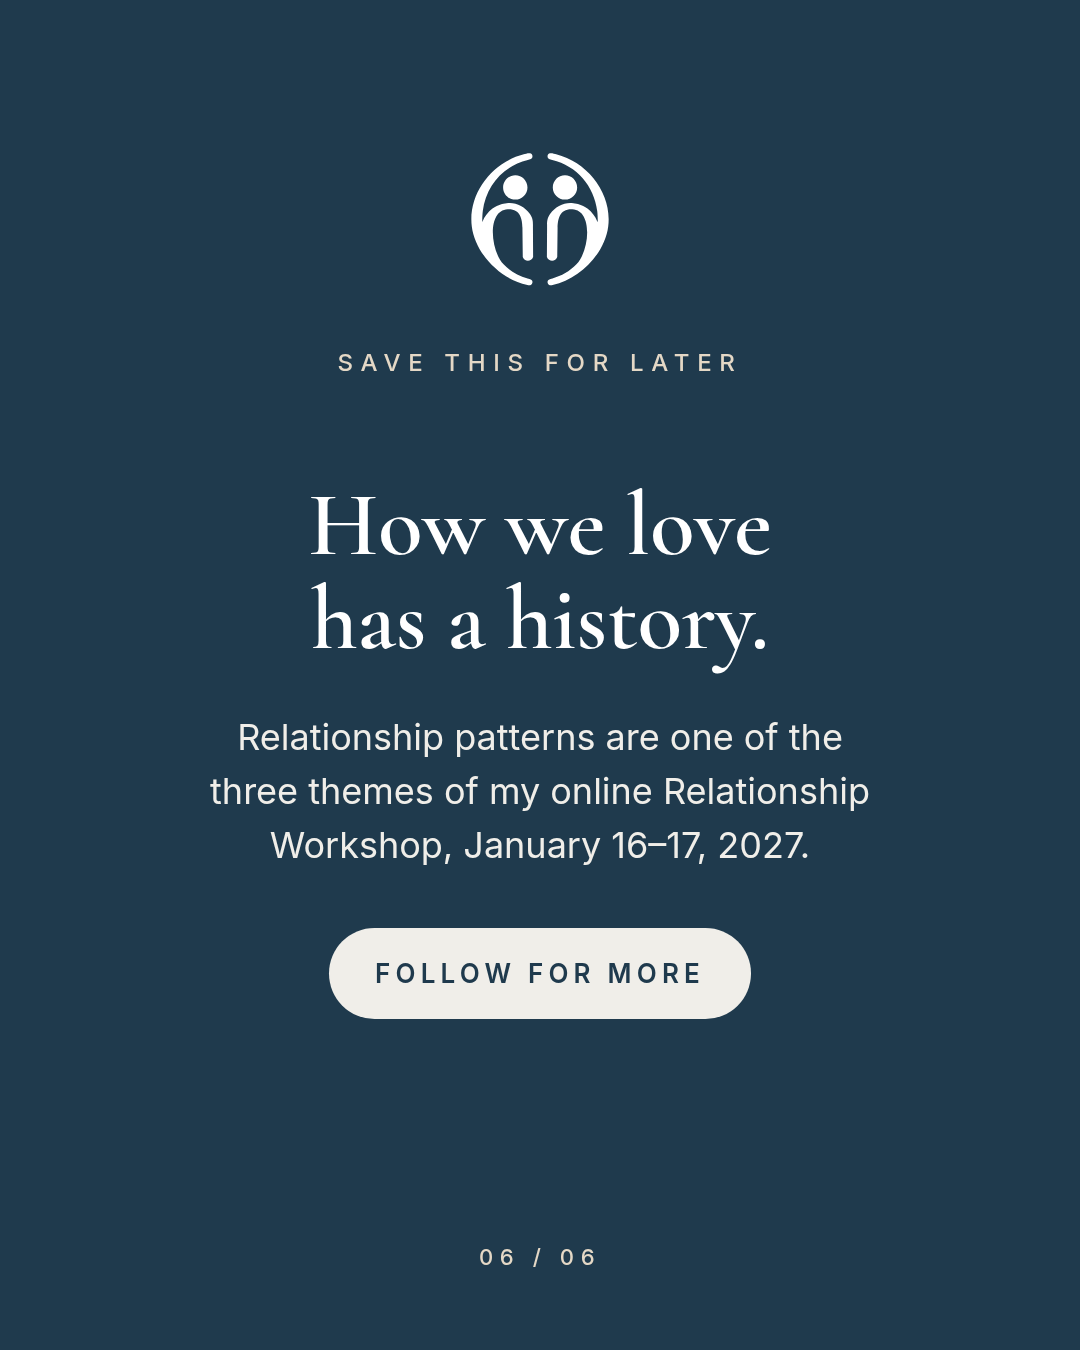 SAVE THIS FOR LATER
How we love
has a history.
Relationship patterns are one of the
three themes of my online Relationship
Workshop, January 16–17, 2027.
FOLLOW FOR MORE
06 / 06